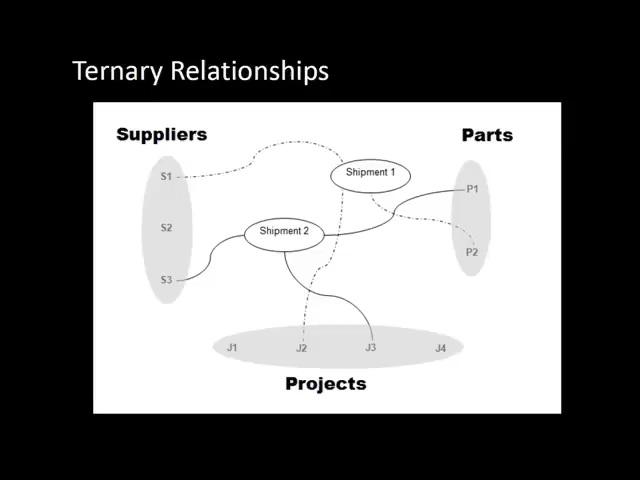 Ternary Relationships
Suppliers
Parts
S1
Shipment 1
P1
S2
Shipment 2
P2
S3
J1
J2
J3
J4
Projects